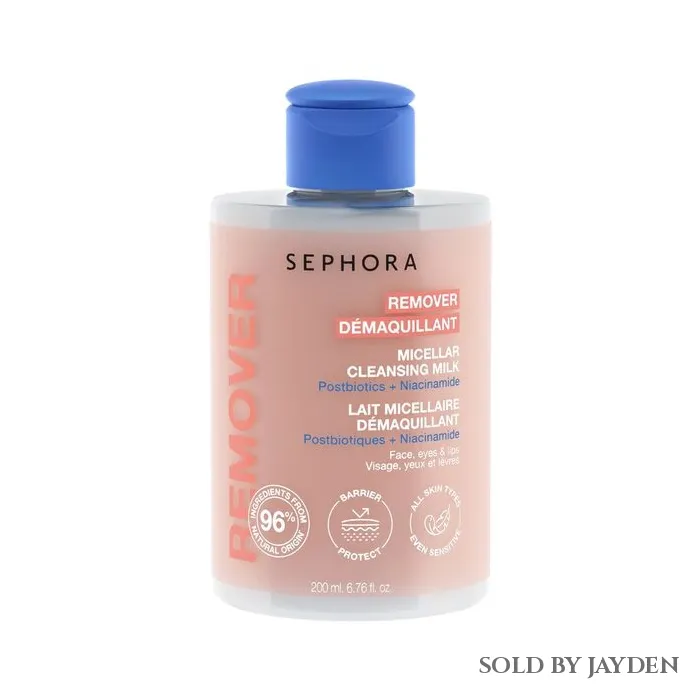 SEPHORA
REMOVER
REMOVER
DÉMAQUILLANT
MICELLAR
CLEANSING MILK
Postbiotics + Niacinamide
LAIT MICELLAIRE
DÉMAQUILLANT
Postbiotiques + Niacinamide
Face, eyes & lips
Visage, yeux et lèvres
INGREDIENTS FROM
96%
NATURAL ORIGIN
BARRIER
PROTECT
ALL SKIN TYPES
EVEN SENSITIVE
200 ml. 6.76 fl. oz.
SOLD BY JAYDEN